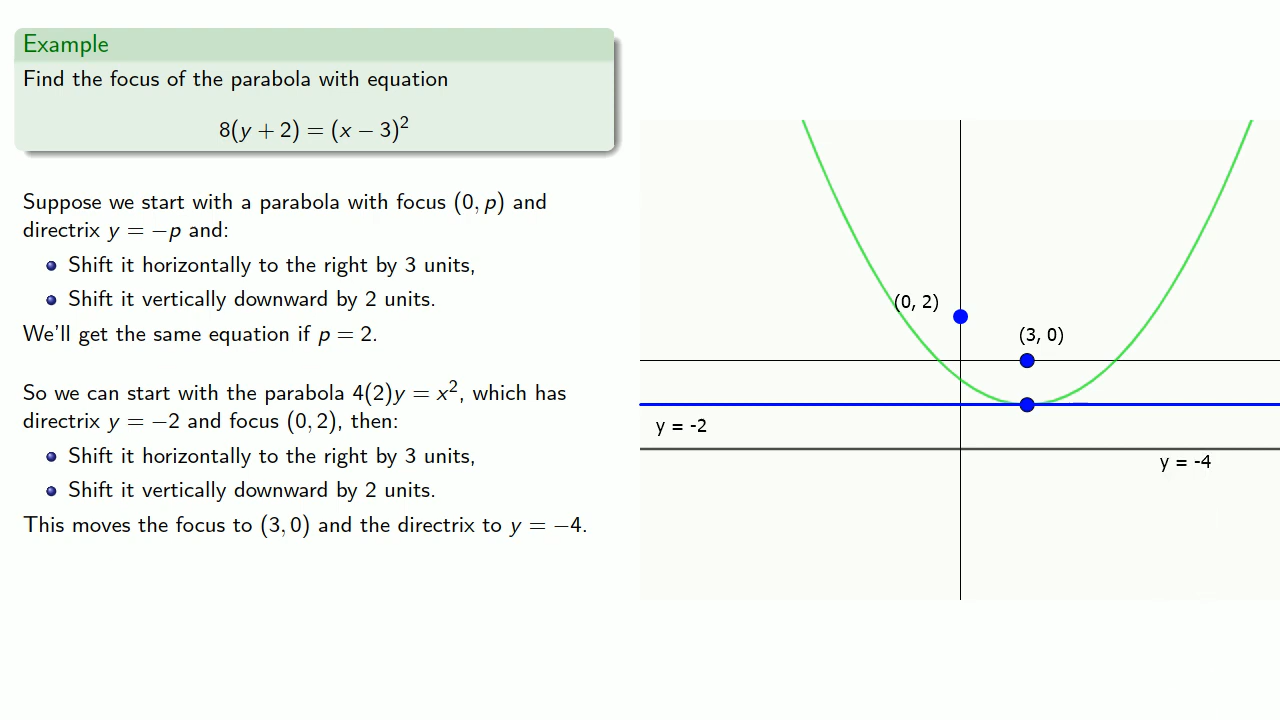 Example
Find the focus of the parabola with equation
8(y + 2) = (x − 3)²
Suppose we start with a parabola with focus (0, p) and
directrix y = −p and:
Shift it horizontally to the right by 3 units,
Shift it vertically downward by 2 units.
We'll get the same equation if p = 2.
So we can start with the parabola 4(2)y = x², which has
directrix y = −2 and focus (0, 2), then:
Shift it horizontally to the right by 3 units,
Shift it vertically downward by 2 units.
This moves the focus to (3, 0) and the directrix to y = −4.
(0, 2)
(3, 0)
y = -2
y = -4